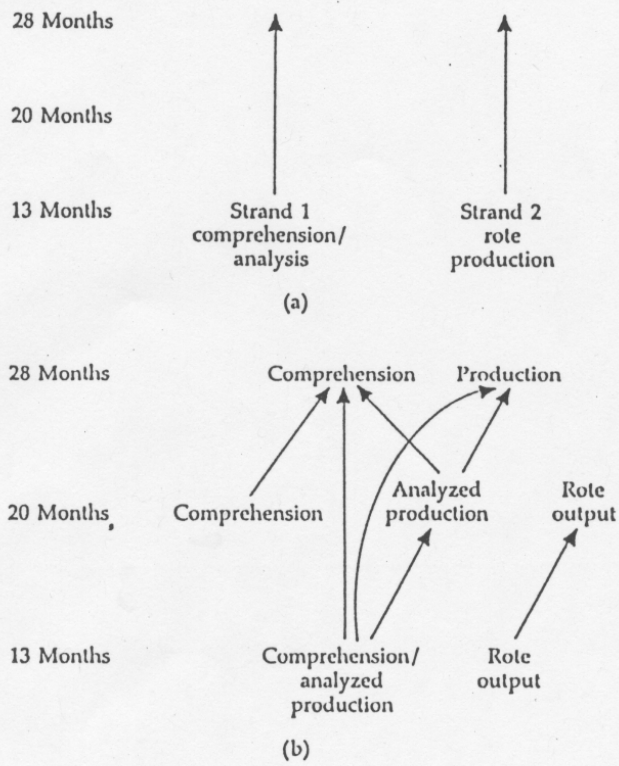 28 Months
20 Months
13 Months
Strand 1
comprehension/
analysis
Strand 2
rote
production
(a)
28 Months
Comprehension
Production
20 Months
Comprehension
Analyzed
production
Rote
output
13 Months
Comprehension/
analyzed
production
Rote
output
(b)